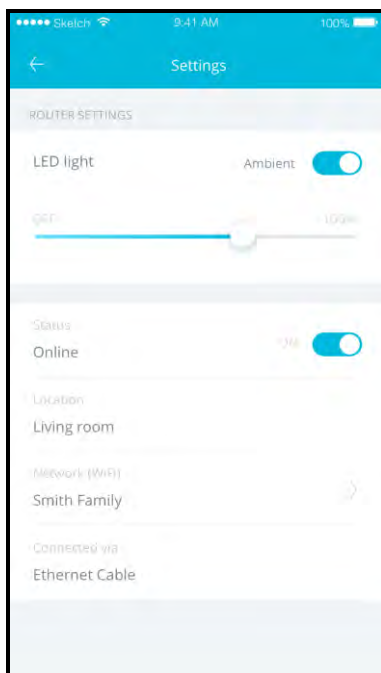 ●●●●● Sketch 9:41 AM 100%
← Settings
ROUTER SETTINGS
LED light Ambient
OFF 100%
Status
Online ON
Location
Living room
Network (WiFi)
Smith Family
Connected via
Ethernet Cable